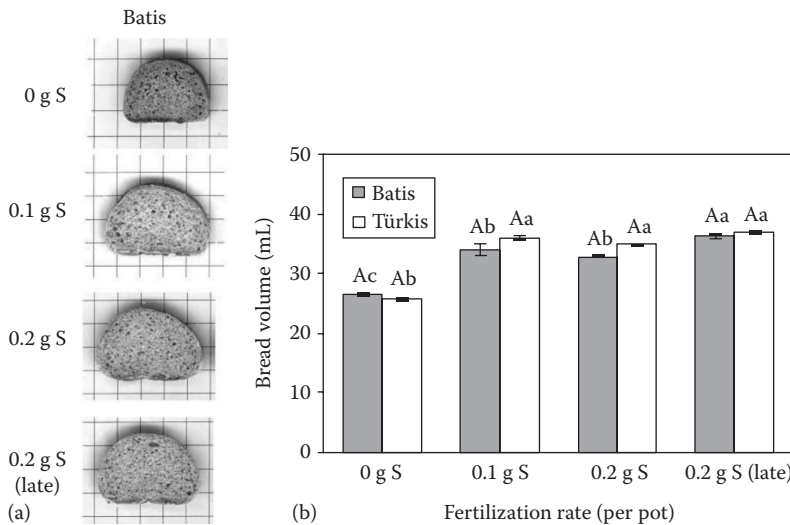 Batis
0 g S
0.1 g S
0.2 g S
0.2 g S
(late)
(a)
50
40
30
20
10
0
Bread volume (mL)
Batis
Türkis
Ac
Ab
Ab
Aa
Ab
Aa
Aa
Aa
0 g S
0.1 g S
0.2 g S
0.2 g S (late)
(b)
Fertilization rate (per pot)